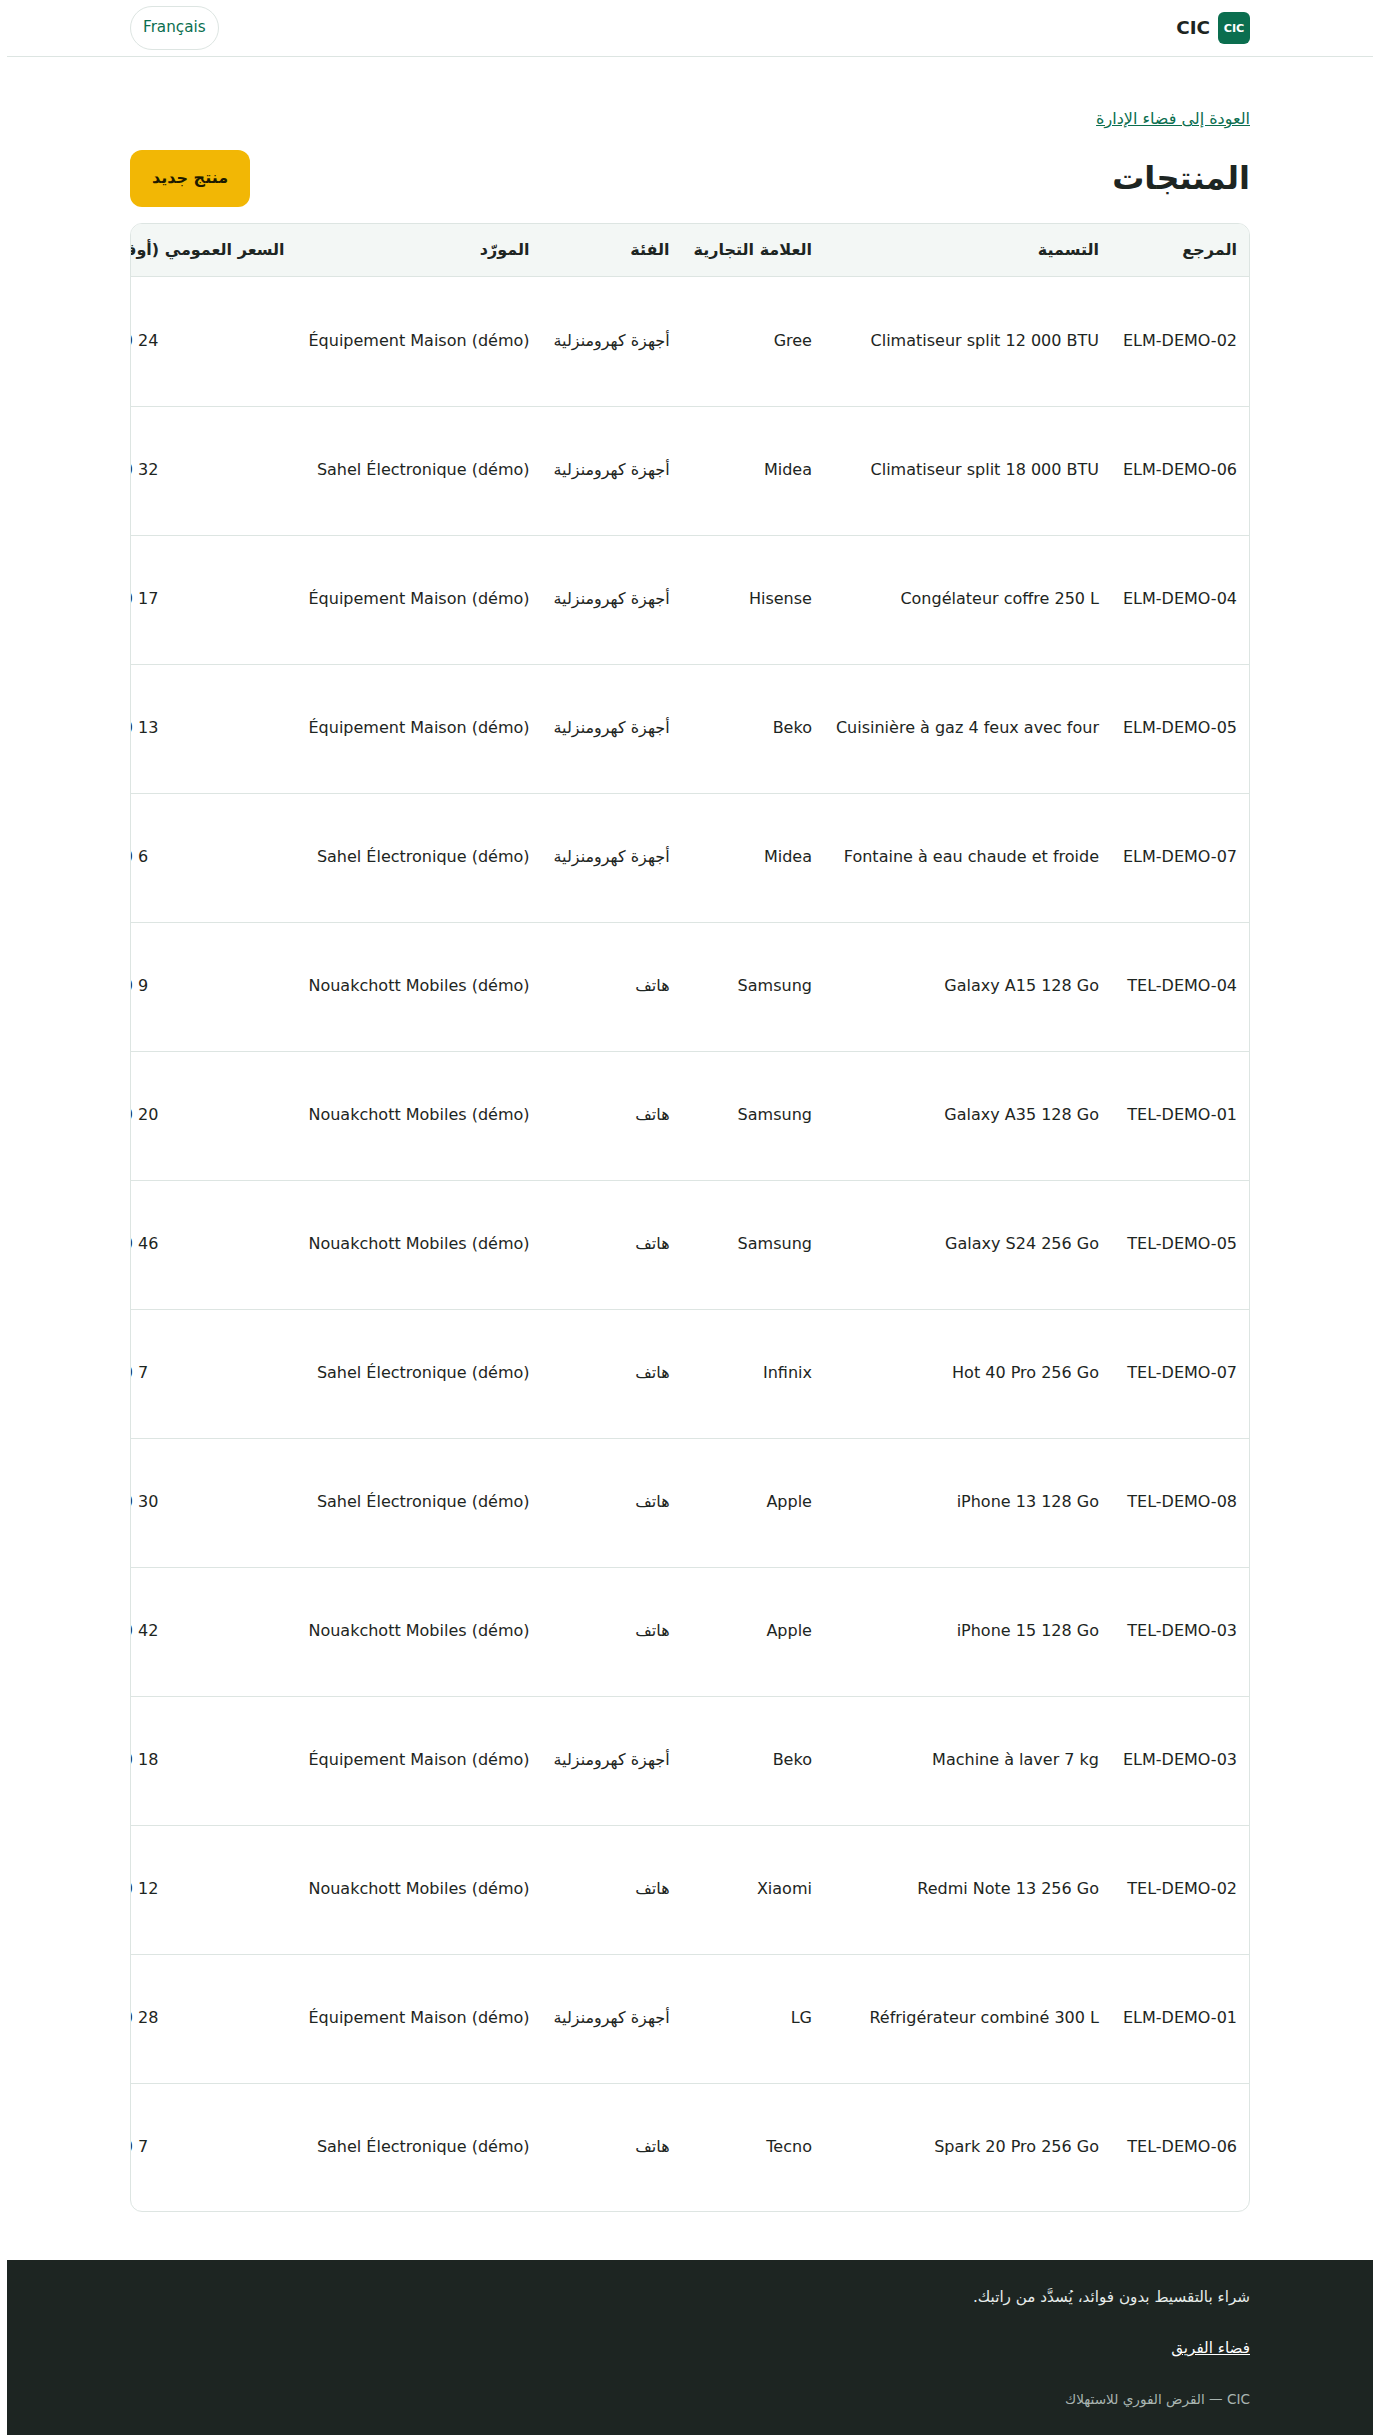 CIC CIC Français
العودة إلى فضاء الإدارة
المنتجات منتج جديد
المرجع التسمية العلامة التجارية الفئة المورّد السعر العمومي
ELM-DEMO-02 Climatiseur split 12 000 BTU Gree أجهزة كهرومنزلية Équipement Maison (démo) 24
ELM-DEMO-06 Climatiseur split 18 000 BTU Midea أجهزة كهرومنزلية Sahel Électronique (démo) 32
ELM-DEMO-04 Congélateur coffre 250 L Hisense أجهزة كهرومنزلية Équipement Maison (démo) 17
ELM-DEMO-05 Cuisinière à gaz 4 feux avec four Beko أجهزة كهرومنزلية Équipement Maison (démo) 13
ELM-DEMO-07 Fontaine à eau chaude et froide Midea أجهزة كهرومنزلية Sahel Électronique (démo) 6
TEL-DEMO-04 Galaxy A15 128 Go Samsung هاتف Nouakchott Mobiles (démo) 9
TEL-DEMO-01 Galaxy A35 128 Go Samsung هاتف Nouakchott Mobiles (démo) 20
TEL-DEMO-05 Galaxy S24 256 Go Samsung هاتف Nouakchott Mobiles (démo) 46
TEL-DEMO-07 Hot 40 Pro 256 Go Infinix هاتف Sahel Électronique (démo) 7
TEL-DEMO-08 iPhone 13 128 Go Apple هاتف Sahel Électronique (démo) 30
TEL-DEMO-03 iPhone 15 128 Go Apple هاتف Nouakchott Mobiles (démo) 42
ELM-DEMO-03 Machine à laver 7 kg Beko أجهزة كهرومنزلية Équipement Maison (démo) 18
TEL-DEMO-02 Redmi Note 13 256 Go Xiaomi هاتف Nouakchott Mobiles (démo) 12
ELM-DEMO-01 Réfrigérateur combiné 300 L LG أجهزة كهرومنزلية Équipement Maison (démo) 28
TEL-DEMO-06 Spark 20 Pro 256 Go Tecno هاتف Sahel Électronique (démo) 7
شراء بالتقسيط بدون فوائد، يُسدَّد من راتبك.
فضاء الفريق
CIC — القرض الفوري للاستهلاك